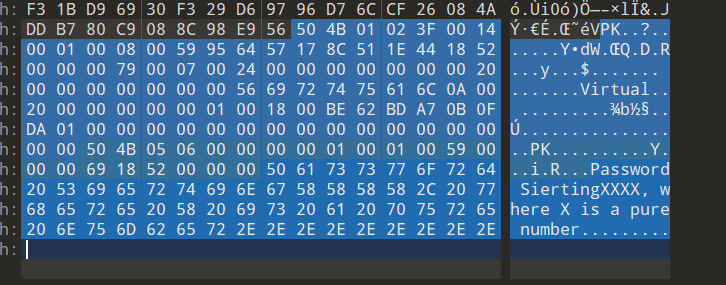 h: F3 1B D9 69 30 F3 29 D6 97 96 D7 6C CF 26 08 4A ó.Ùi0ó)Ö—–×lÏ&.J
h: DD B7 80 C9 08 8C 98 E9 56 50 4B 01 02 3F 00 14 Ý·€É.Œ˜éVPK..?..
h: 00 01 00 08 00 59 95 64 57 17 8C 51 1E 44 18 52 .....Y•dW.ŒQ.D.R
h: 00 00 00 79 00 07 00 24 00 00 00 00 00 00 00 20 ...y...$.......
h: 00 00 00 00 00 00 00 56 69 72 74 75 61 6C 0A 00 .......Virtual..
h: 20 00 00 00 00 00 01 00 18 00 BE 62 BD A7 0B 0F .........¾b½§..
h: DA 01 00 00 00 00 00 00 00 00 00 00 00 00 00 00 Ú...............
h: 00 00 50 4B 05 06 00 00 00 00 01 00 01 00 59 00 ..PK..........Y.
h: 00 00 69 18 52 00 00 00 50 61 73 73 77 6F 72 64 ..i.R...Password
h: 20 53 69 65 72 74 69 6E 67 58 58 58 58 2C 20 77 SiertingXXXX, w
h: 68 65 72 65 20 58 20 69 73 20 61 20 70 75 72 65 here X is a pure
h: 20 6E 75 6D 62 65 72 2E 2E 2E 2E 2E 2E 2E 2E 2E number.........
h: